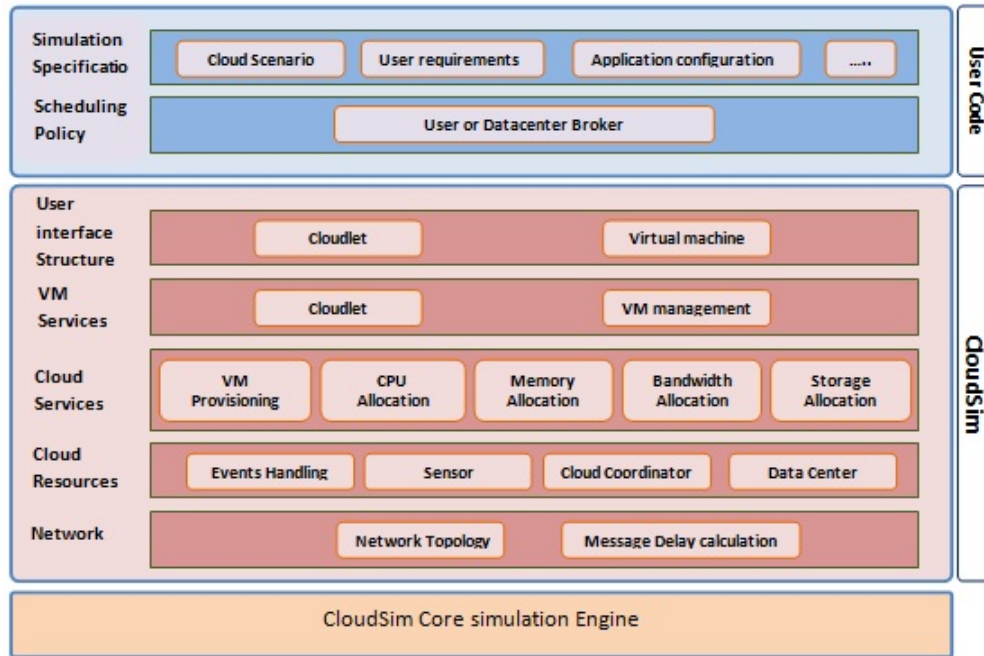 Simulation
Specificatio
Cloud Scenario
User requirements
Application configuration
.....
Scheduling
Policy
User or Datacenter Broker
User Code
User
interface
Structure
Cloudlet
Virtual machine
VM
Services
Cloudlet
VM management
Cloud
Services
VM
Provisioning
CPU
Allocation
Memory
Allocation
Bandwidth
Allocation
Storage
Allocation
Cloud
Resources
Events Handling
Sensor
Cloud Coordinator
Data Center
Network
Network Topology
Message Delay calculation
CloudSim
CloudSim Core simulation Engine